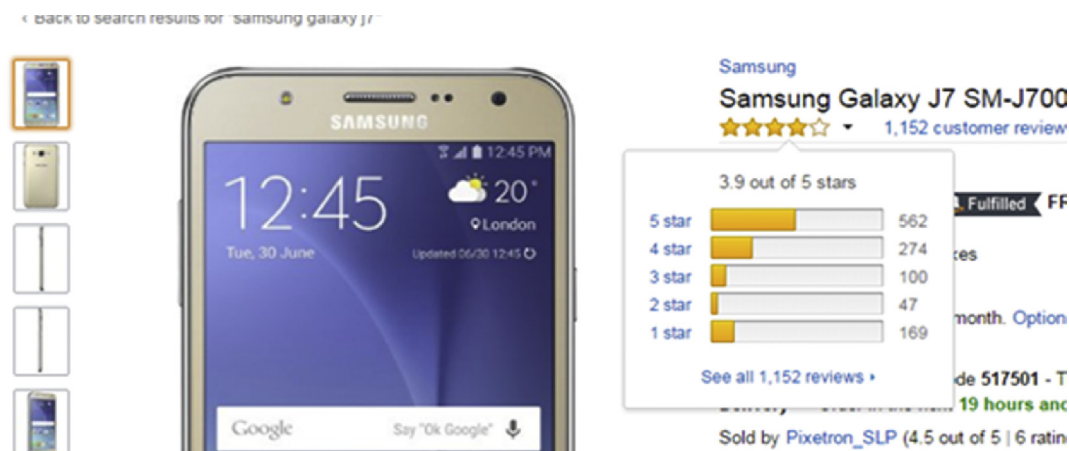 ‹ Back to search results for "samsung galaxy j7"
Samsung
Samsung Galaxy J7 SM-J700
1,152 customer review
3.9 out of 5 stars
5 star 562
4 star 274
3 star 100
2 star 47
1 star 169
See all 1,152 reviews ›
Fulfilled FR
xes
month. Option
de 517501 - T
19 hours and
Sold by Pixetron_SLP (4.5 out of 5 | 6 ratin
SAMSUNG
12:45 PM
12:45
20°
London
Tue, 30 June
Updated 06/30 12:45
Google
Say "Ok Google"